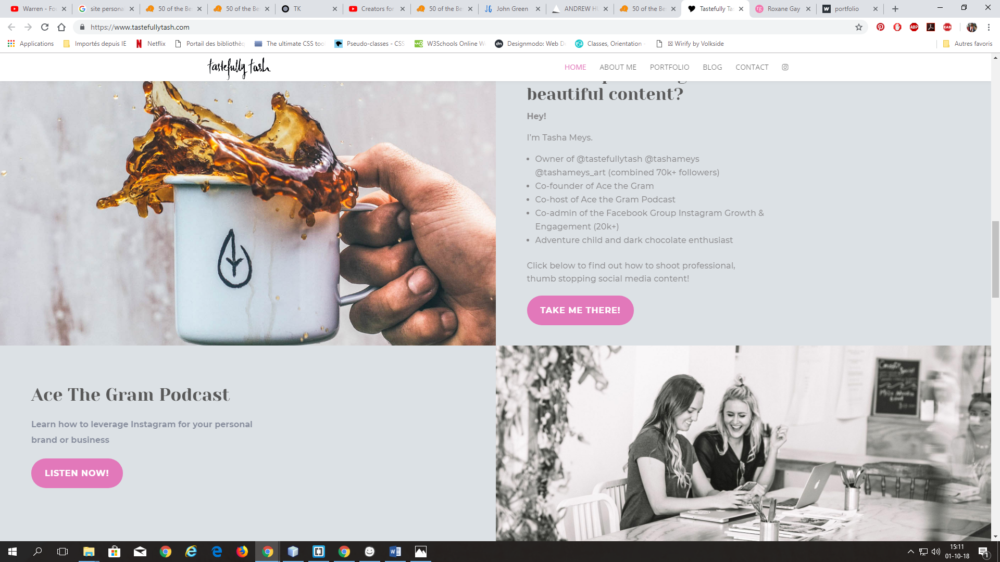 Warren - Fo
site persona
50 of the Be
50 of the Be
TK
Creators for
50 of the Be
John Green
ANDREW H
50 of the Be
Tastefully Ta
Roxane Gay
portfolio
https://www.tastefullytash.com
Applications
Importés depuis IE
Netflix
Portail des bibliothè
The ultimate CSS too
Pseudo-classes - CSS
W3Schools Online W
Designmodo: Web D
Classes, Orientation -
Wirify by Volkside
Autres favoris
tastefully tash
HOME
ABOUT ME
PORTFOLIO
BLOG
CONTACT
beautiful content?
Hey!
I'm Tasha Meys.
• Owner of @tastefullytash @tashameys
@tashameys_art (combined 70k+ followers)
• Co-founder of Ace the Gram
• Co-host of Ace the Gram Podcast
• Co-admin of the Facebook Group Instagram Growth &
Engagement (20k+)
• Adventure child and dark chocolate enthusiast
Click below to find out how to shoot professional,
thumb stopping social media content!
TAKE ME THERE!
Ace The Gram Podcast
Learn how to leverage Instagram for your personal
brand or business
LISTEN NOW!
15:11
01-10-18
1